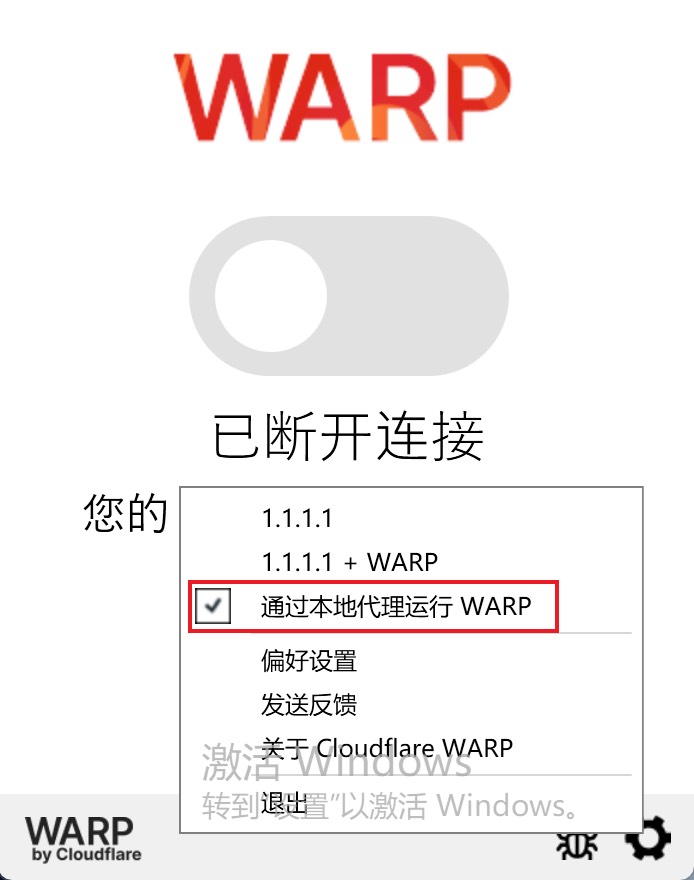 WARP
已断开连接
您的
1.1.1.1
1.1.1.1 + WARP
通过本地代理运行 WARP
偏好设置
发送反馈
关于 Cloudflare WARP
激活 Windows
退出
转到“设置”以激活 Windows。
WARP
by Cloudflare